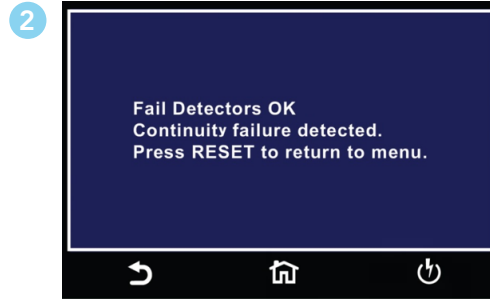 2
Fail Detectors OK
Continuity failure detected.
Press RESET to return to menu.